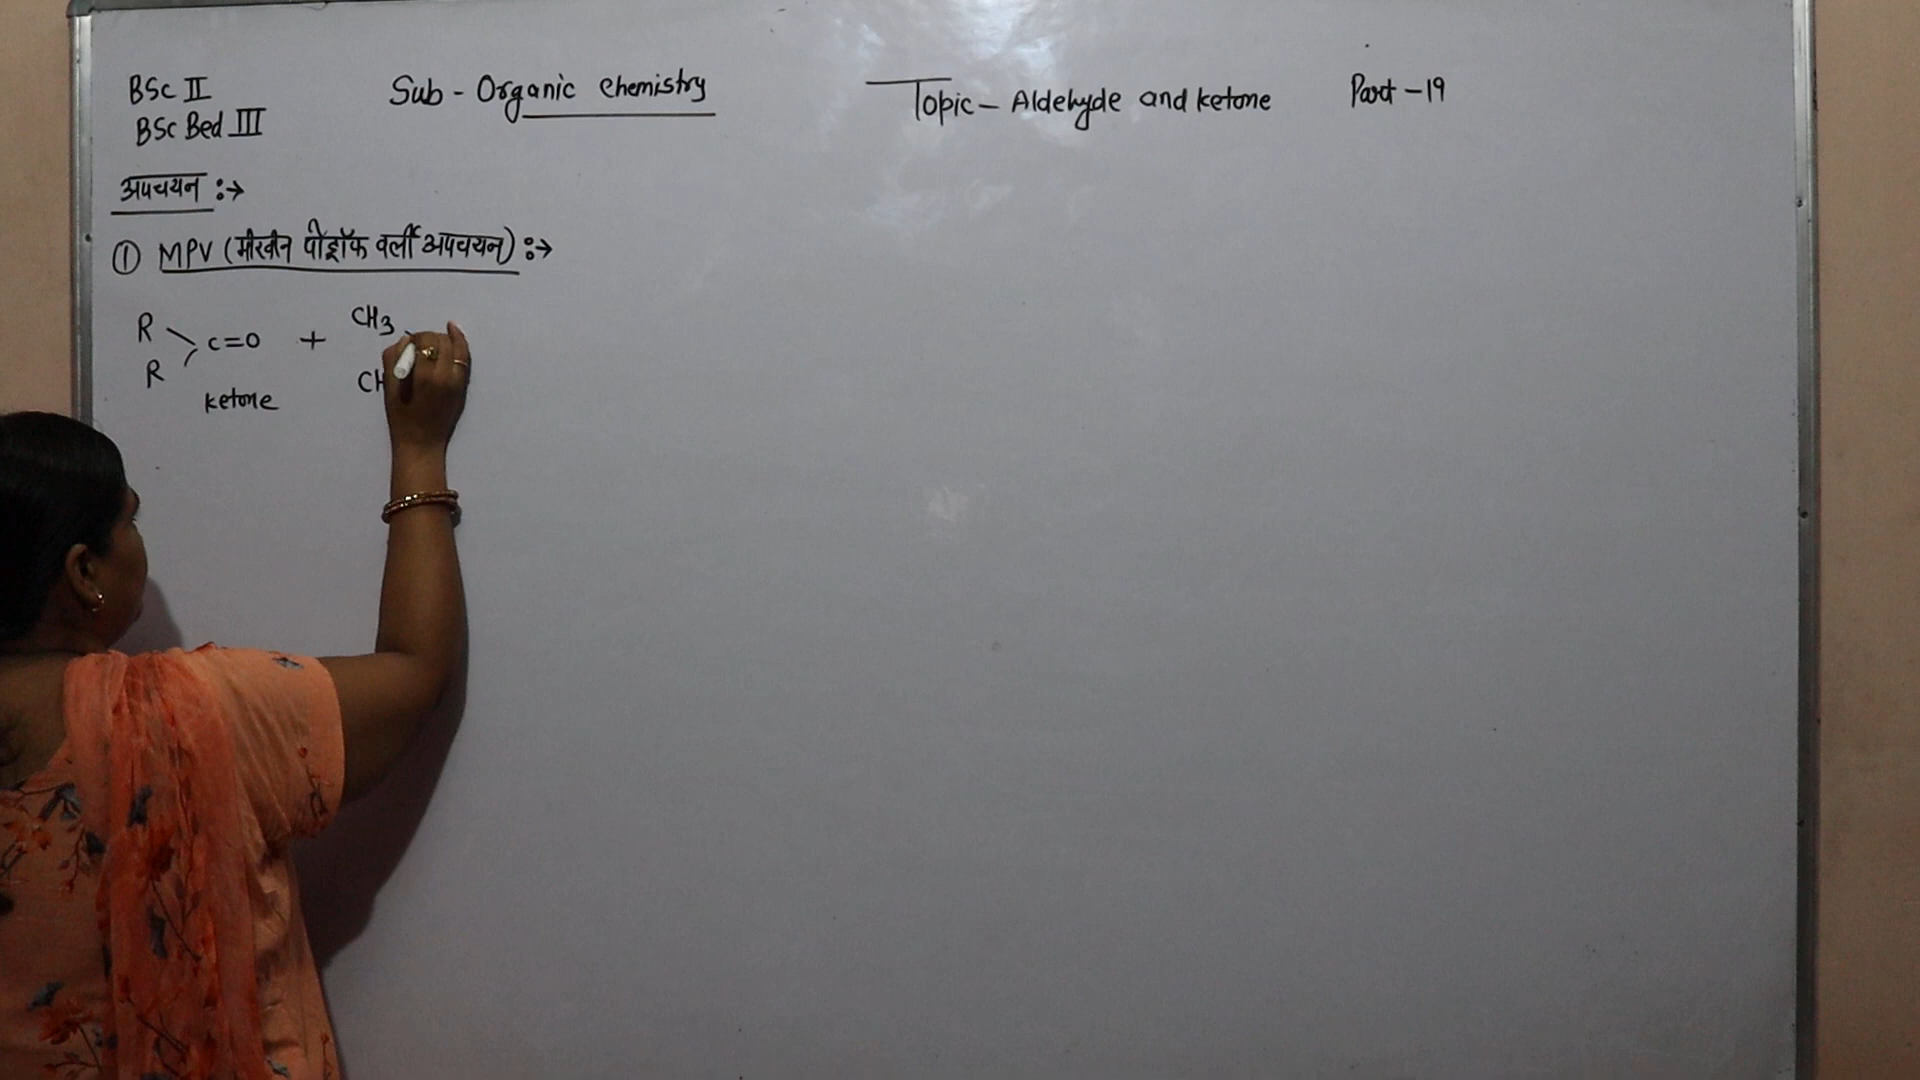 BSc II Sub - Organic chemistry Topic - Aldehyde and ketone Part - 19
BSc Bed III
अपचयन :→
① MPV (मीरवीन पोंड्रॉफ वर्ली अपचयन) :→
R CH3
C=O +
R CH
ketone